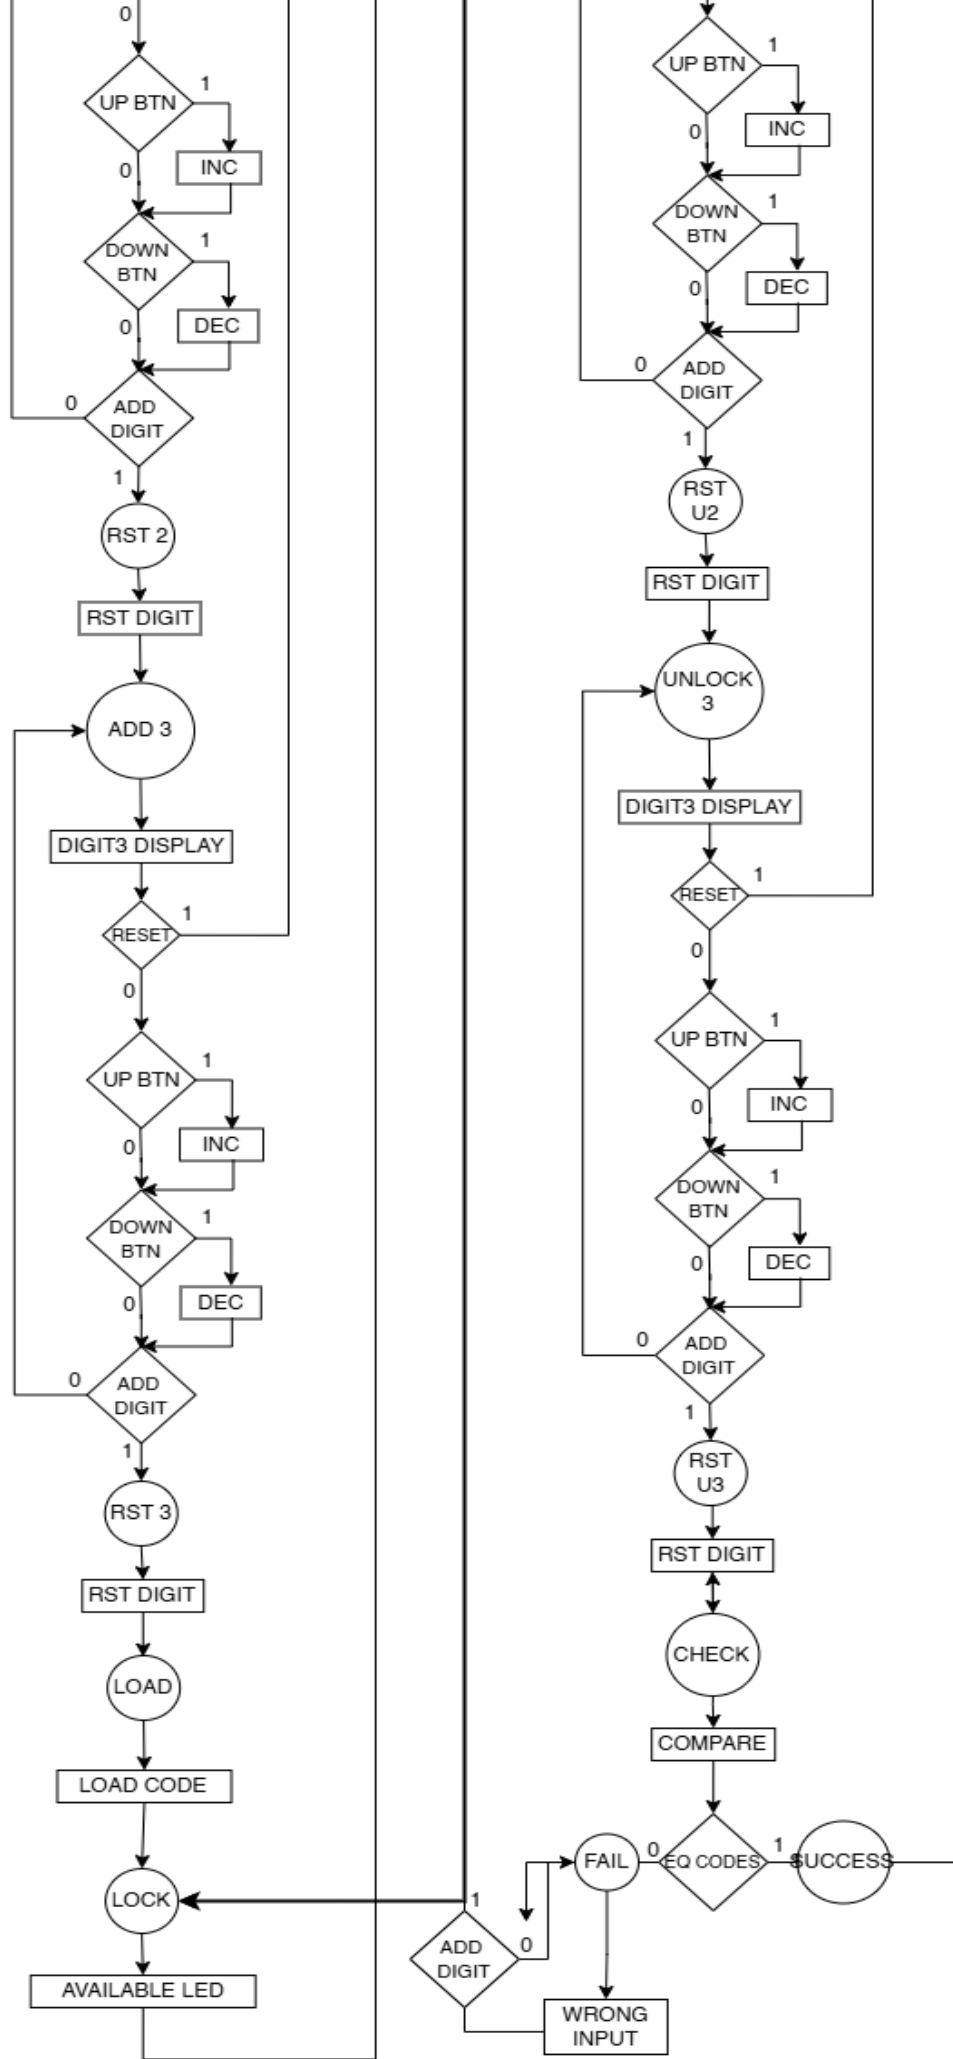 0
UP BTN
1
INC
0
DOWN
BTN
1
DEC
0
ADD
DIGIT
0
1
RST 2
RST DIGIT
ADD 3
DIGIT3 DISPLAY
RESET
1
0
UP BTN
1
INC
0
DOWN
BTN
1
DEC
0
ADD
DIGIT
0
1
RST 3
RST DIGIT
LOAD
LOAD CODE
LOCK
AVAILABLE LED
UP BTN
1
INC
0
DOWN
BTN
1
DEC
0
ADD
DIGIT
0
1
RST
U2
RST DIGIT
UNLOCK
3
DIGIT3 DISPLAY
RESET
1
0
UP BTN
1
INC
0
DOWN
BTN
1
DEC
0
ADD
DIGIT
0
1
RST
U3
RST DIGIT
CHECK
COMPARE
EQ CODES
0
1
FAIL
SUCCESS
WRONG
INPUT
ADD
DIGIT
0
1